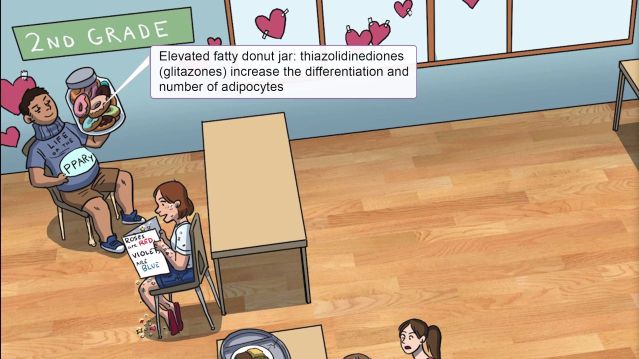 2ND GRADE
Elevated fatty donut jar: thiazolidinediones
(glitazones) increase the differentiation and
number of adipocytes
LIFE
OF THE
PPARγ
ROSES
ARE RED
VIOLETS
ARE
BLUE